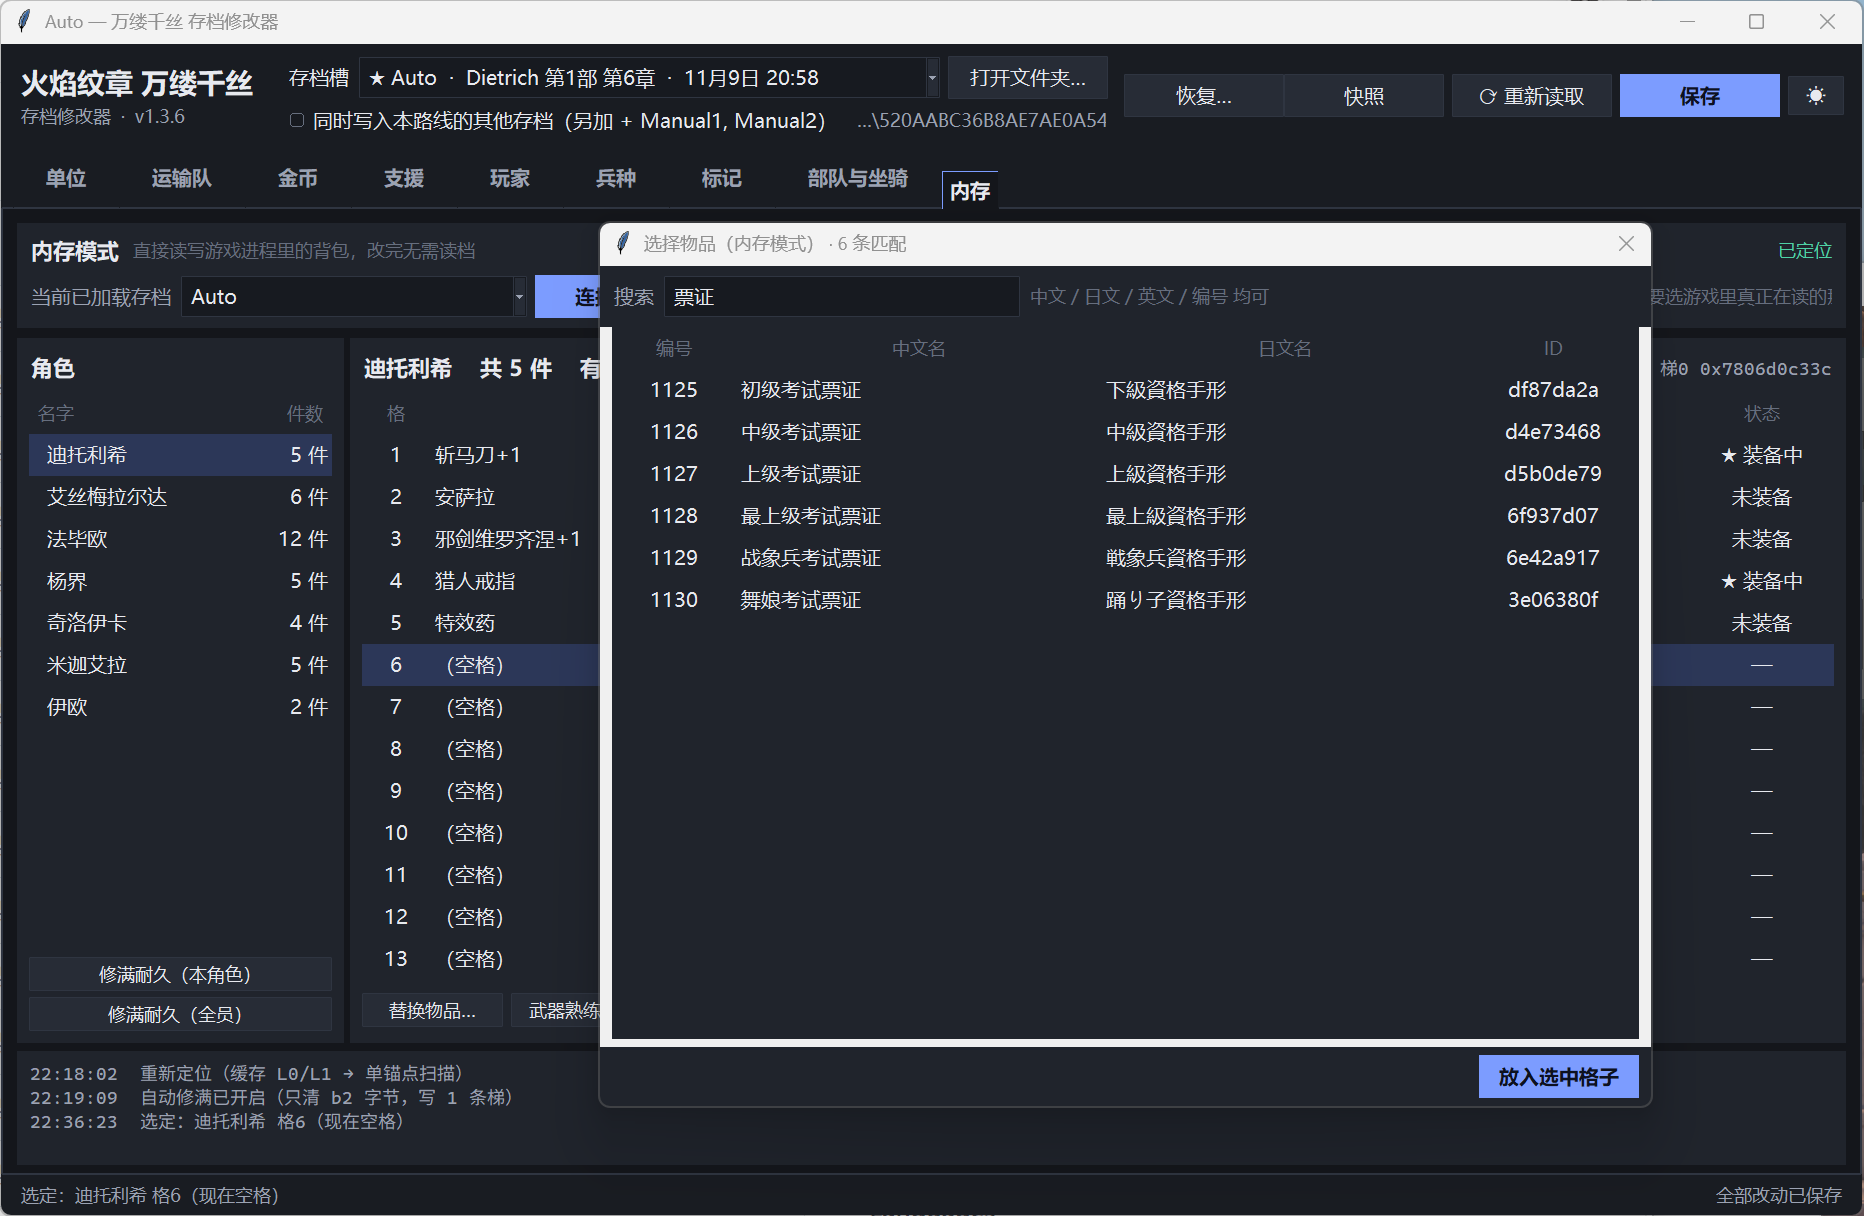 Auto — 万缕千丝 存档修改器
火焰纹章 万缕千丝
存档修改器 · v1.3.6
存档槽
★ Auto · Dietrich 第1部 第6章 · 11月9日 20:58
打开文件夹...
同时写入本路线的其他存档（另加 + Manual1, Manual2）
...\520AABC36B8AE7AE0A54
恢复...
快照
⟳ 重新读取
保存
单位
运输队
金币
支援
玩家
兵种
标记
部队与坐骑
内存
内存模式 直接读写游戏进程里的背包，改完无需读档
已定位
当前已加载存档
Auto
要选游戏里真正在读的
角色
名字 件数
迪托利希 5 件
艾丝梅拉尔达 6 件
法毕欧 12 件
杨界 5 件
奇洛伊卡 4 件
米迦艾拉 5 件
伊欧 2 件
修满耐久（本角色）
修满耐久（全员）
迪托利希 共 5 件 有
梯0 0x7806d0c33c
格 状态
1 斩马刀+1 ★ 装备中
2 安萨拉 未装备
3 邪剑维罗齐涅+1 未装备
4 猎人戒指 ★ 装备中
5 特效药 未装备
6 （空格） —
7 （空格） —
8 （空格） —
9 （空格） —
10 （空格） —
11 （空格） —
12 （空格） —
13 （空格） —
替换物品...
武器熟练
选择物品（内存模式） · 6 条匹配
搜索
票证
中文 / 日文 / 英文 / 编号 均可
编号 中文名 日文名 ID
1125 初级考试票证 下級資格手形 df87da2a
1126 中级考试票证 中級資格手形 d4e73468
1127 上级考试票证 上級資格手形 d5b0de79
1128 最上级考试票证 最上級資格手形 6f937d07
1129 战象兵考试票证 戦象兵資格手形 6e42a917
1130 舞娘考试票证 踊り子資格手形 3e06380f
放入选中格子
22:18:02 重新定位（缓存 L0/L1 → 单锚点扫描）
22:19:09 自动修满已开启（只清 b2 字节，写 1 条梯）
22:36:23 选定：迪托利希 格6（现在空格）
选定：迪托利希 格6（现在空格）
全部改动已保存